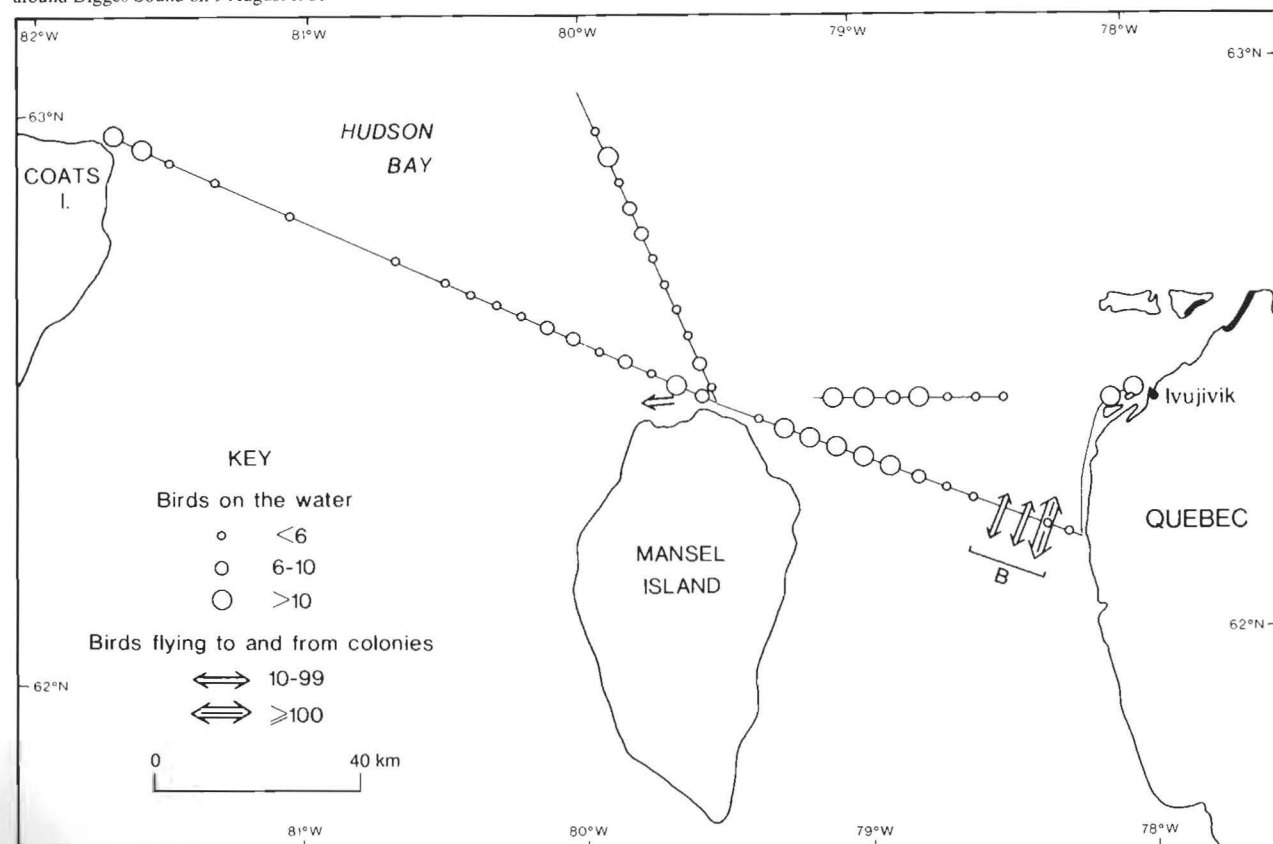 around Digges Sound on 9 August
82°W 81°W 80°W 79°W 78°W
63°N
63°N
HUDSON
BAY
COATS
I.
Ivujivik
KEY
Birds on the water
<6
6-10
>10
QUEBEC
MANSEL
ISLAND
B
Birds flying to and from colonies
10-99
≥100
62°N
62°N
0 40 km
81°W 80°W 79°W 78°W